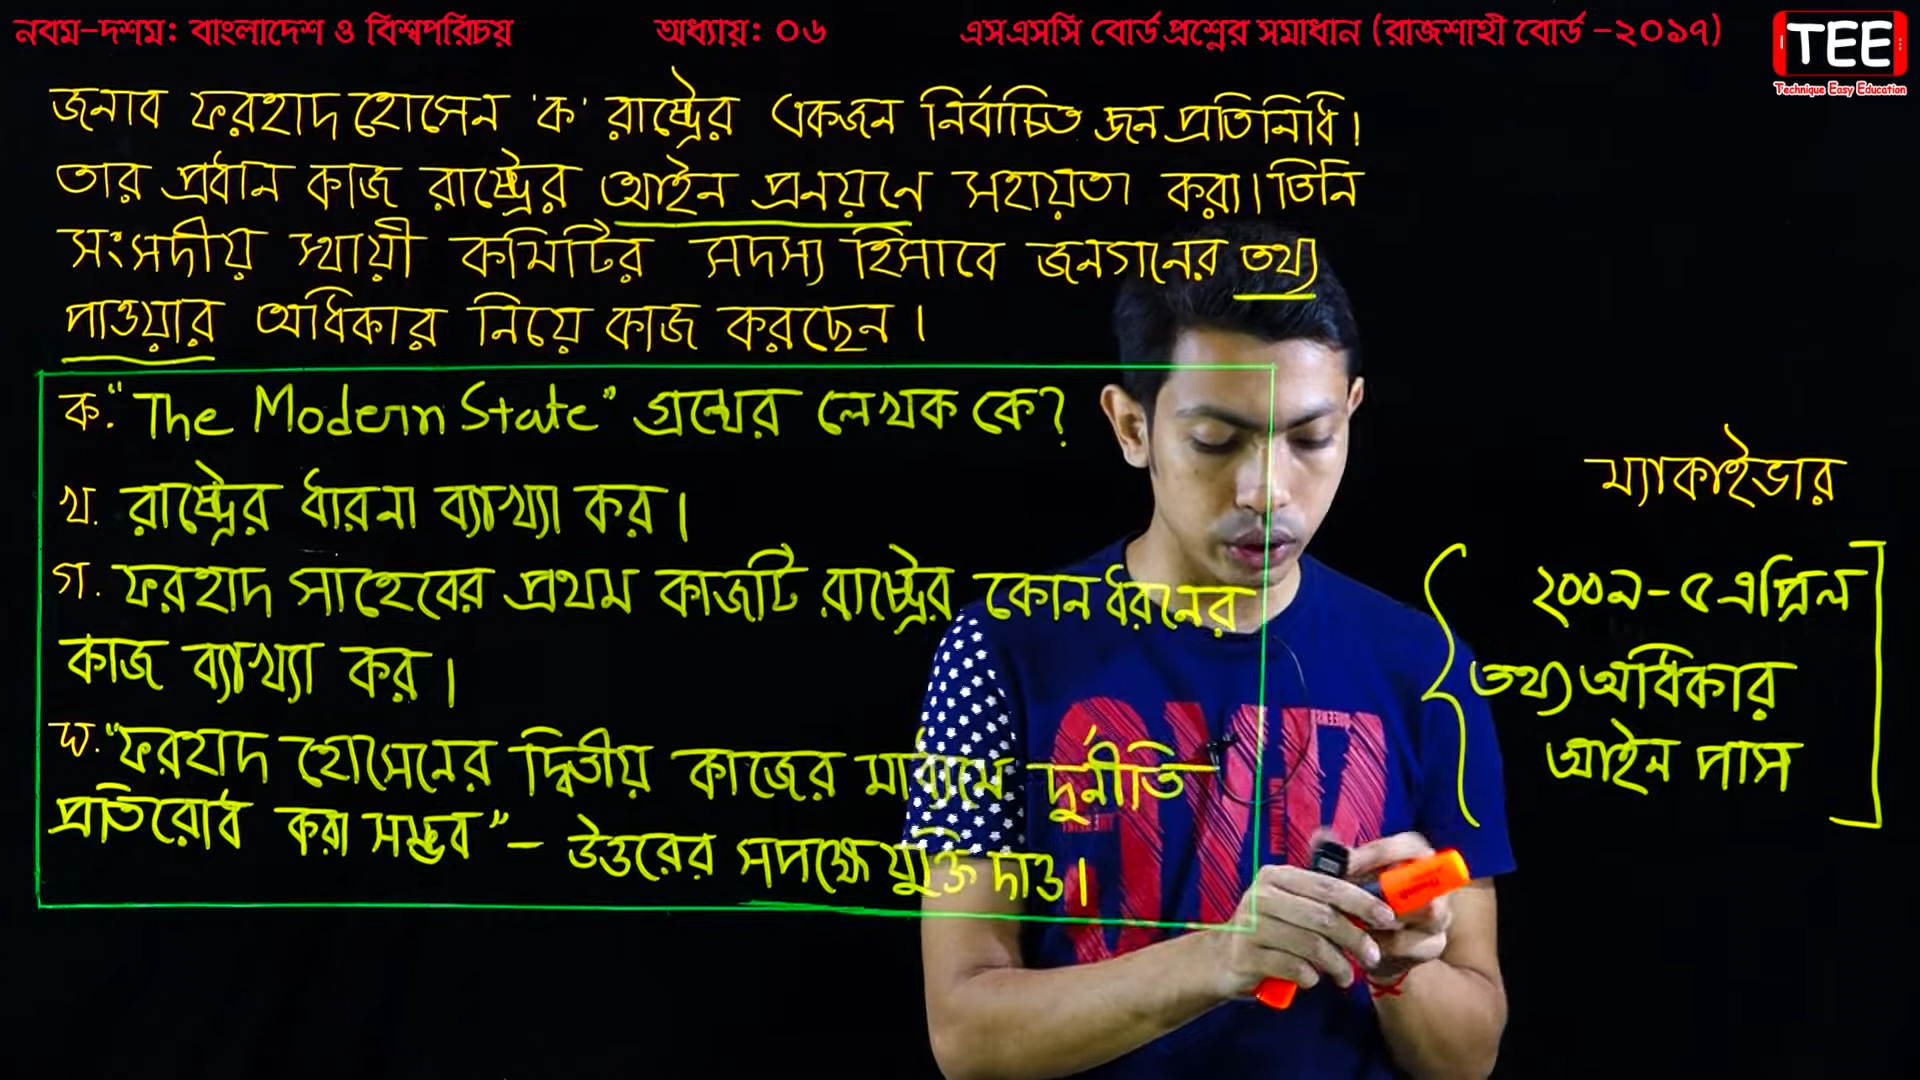 নবম-দশম: বাংলাদেশ ও বিশ্বপরিচয়
অধ্যায়: ০৬
এসএসসি বোর্ড প্রশ্নের সমাধান (রাজশাহী বোর্ড -২০১৭)
TEE
Technique Easy Education
জনাব ফরহাদ হোসেন 'ক' রাষ্ট্রের একজন নির্বাচিত জন প্রতিনিধি।
তার প্রধান কাজ রাষ্ট্রের আইন প্রনয়নে সহায়তা করা। তিনি
সংসদীয় স্থায়ী কমিটির সদস্য হিসাবে জনগনের তথ্য
পাওয়ার অধিকার নিয়ে কাজ করছেন।
ক. "The Modern State" গ্রন্থের লেখক কে?
খ. রাষ্ট্রের ধারনা ব্যাখ্যা কর।
গ. ফরহাদ সাহেবের প্রথম কাজটি রাষ্ট্রের কোন ধরনের
কাজ ব্যাখ্যা কর।
ঘ. "ফরহাদ হোসেনের দ্বিতীয় কাজের মাধ্যমে দুর্নীতি
প্রতিরোধ করা সম্ভব" - উত্তরের সপক্ষে যুক্তি দাও।
ম্যাকাইভার
২০০৯ - ৫ এপ্রিল
তথ্য অধিকার
আইন পাস